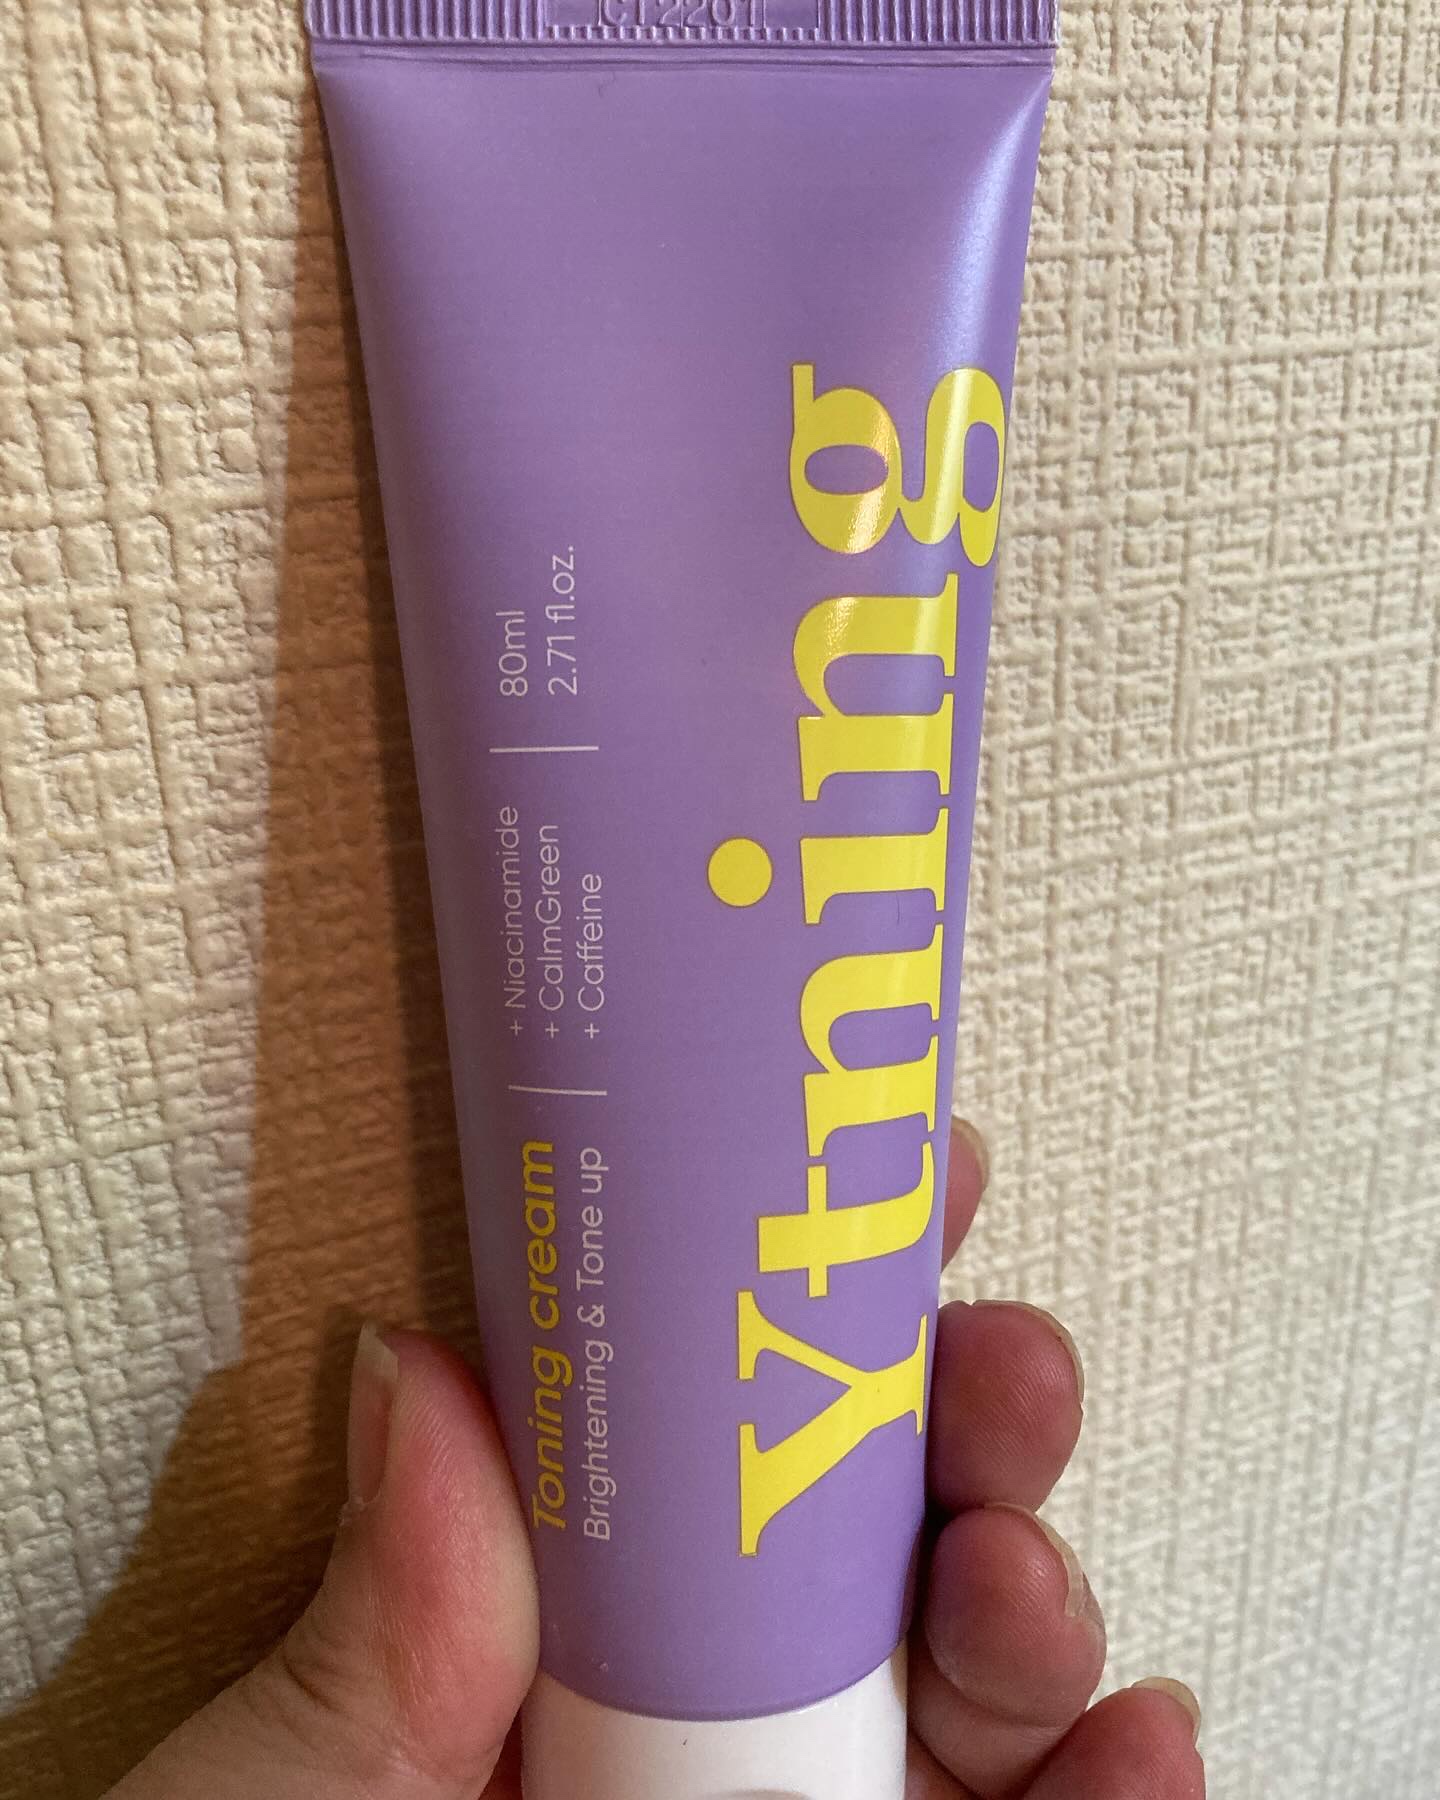 Ytning
Toning cream
Brightening & Tone up
+ Niacinamide
+ CalmGreen
+ Caffeine
80ml
2.71 fl.oz.